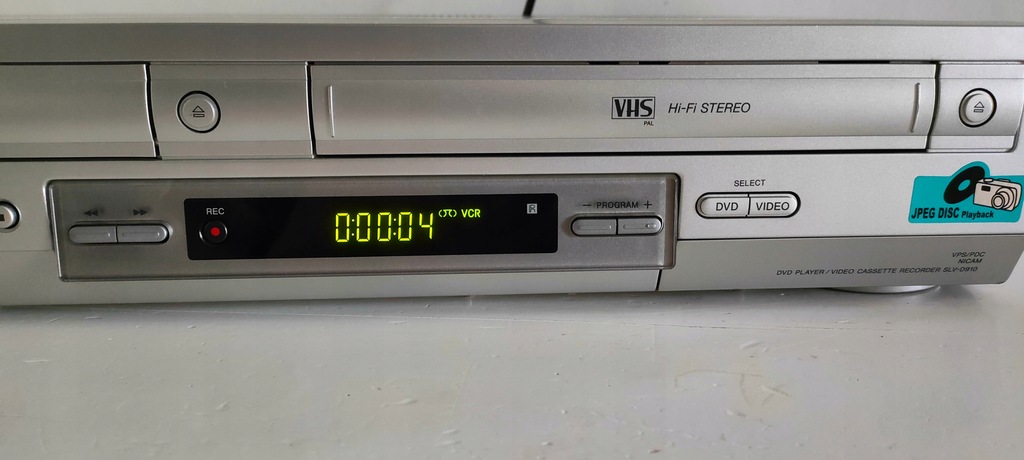 VHS Hi-Fi STEREO
PAL
SELECT
DVD VIDEO
REC
0:00:04 VCR
− PROGRAM +
JPEG DISC Playback
VPS/PDC
NICAM
DVD PLAYER / VIDEO CASSETTE RECORDER SLV-D910